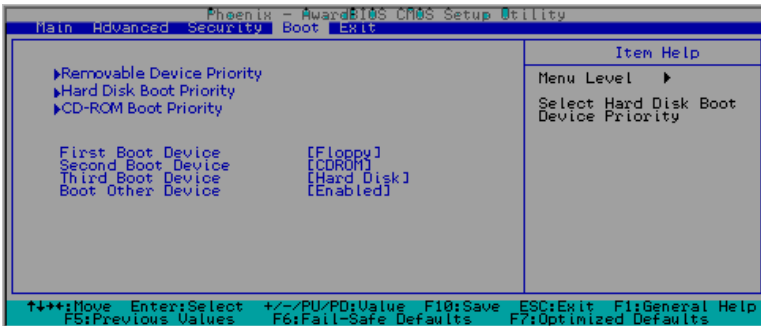 Phoenix - AwardBIOS CMOS Setup Utility
Main Advanced Security Boot Exit
Item Help
▶Removable Device Priority
▶Hard Disk Boot Priority
▶CD-ROM Boot Priority
Menu Level ▶
Select Hard Disk Boot
Device Priority
First Boot Device [Floppy]
Second Boot Device [CDROM]
Third Boot Device [Hard Disk]
Boot Other Device [Enabled]
↑↓→←:Move Enter:Select +/-/PU/PD:Value F10:Save ESC:Exit F1:General Help
F5:Previous Values F6:Fail-Safe Defaults F7:Optimized Defaults